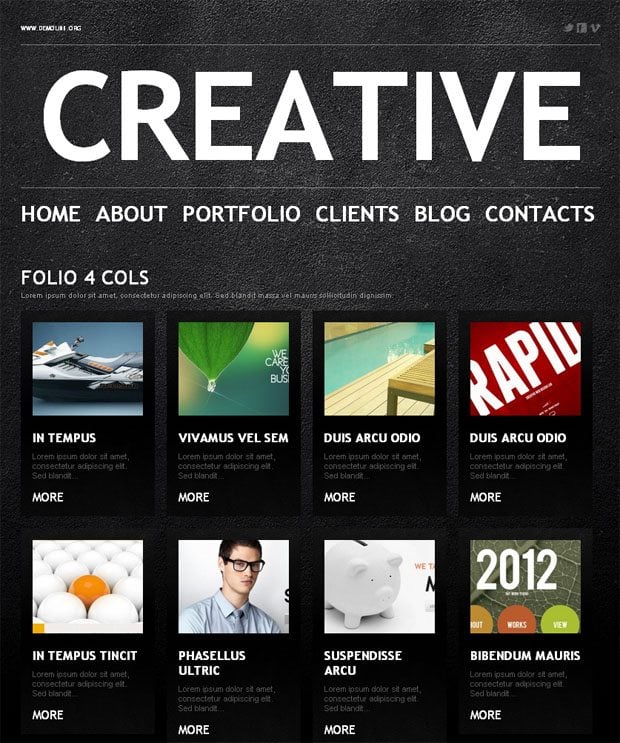 CREATIVE
HOME ABOUT PORTFOLIO CLIENTS BLOG CONTACTS
FOLIO 4 COLS
Lorem ipsum dolor sit amet, consectetur adipiscing elit. Sed blandit massa vel mauris sollicitudin dignissim.
WE
CARE
YO
BUSI
RAPID
IN TEMPUS
VIVAMUS VEL SEM
DUIS ARCU ODIO
DUIS ARCU ODIO
Lorem ipsum dolor sit amet,
consectetur adipiscing elit.
Sed blandit...
Lorem ipsum dolor sit amet,
consectetur adipiscing elit.
Sed blandit...
Lorem ipsum dolor sit amet,
consectetur adipiscing elit.
Sed blandit...
Lorem ipsum dolor sit amet,
consectetur adipiscing elit.
Sed blandit...
MORE
MORE
MORE
MORE
WE TA
M
2012
OUT
WORKS
VIEW
IN TEMPUS TINCIT
PHASELLUS
ULTRIC
SUSPENDISSE
ARCU
BIBENDUM MAURIS
Lorem ipsum dolor sit amet,
consectetur adipiscing elit.
Sed blandit...
Lorem ipsum dolor sit amet,
consectetur adipiscing elit.
Sed blandit...
Lorem ipsum dolor sit amet,
consectetur adipiscing elit.
Sed blandit...
Lorem ipsum dolor sit amet,
consectetur adipiscing elit.
Sed blandit...
MORE
MORE
MORE
MORE